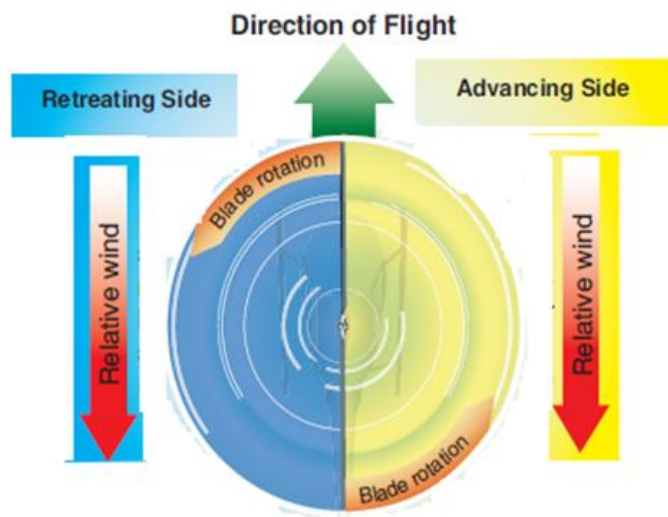 Direction of Flight
Retreating Side
Advancing Side
Blade rotation
Relative wind
Relative wind
Blade rotation